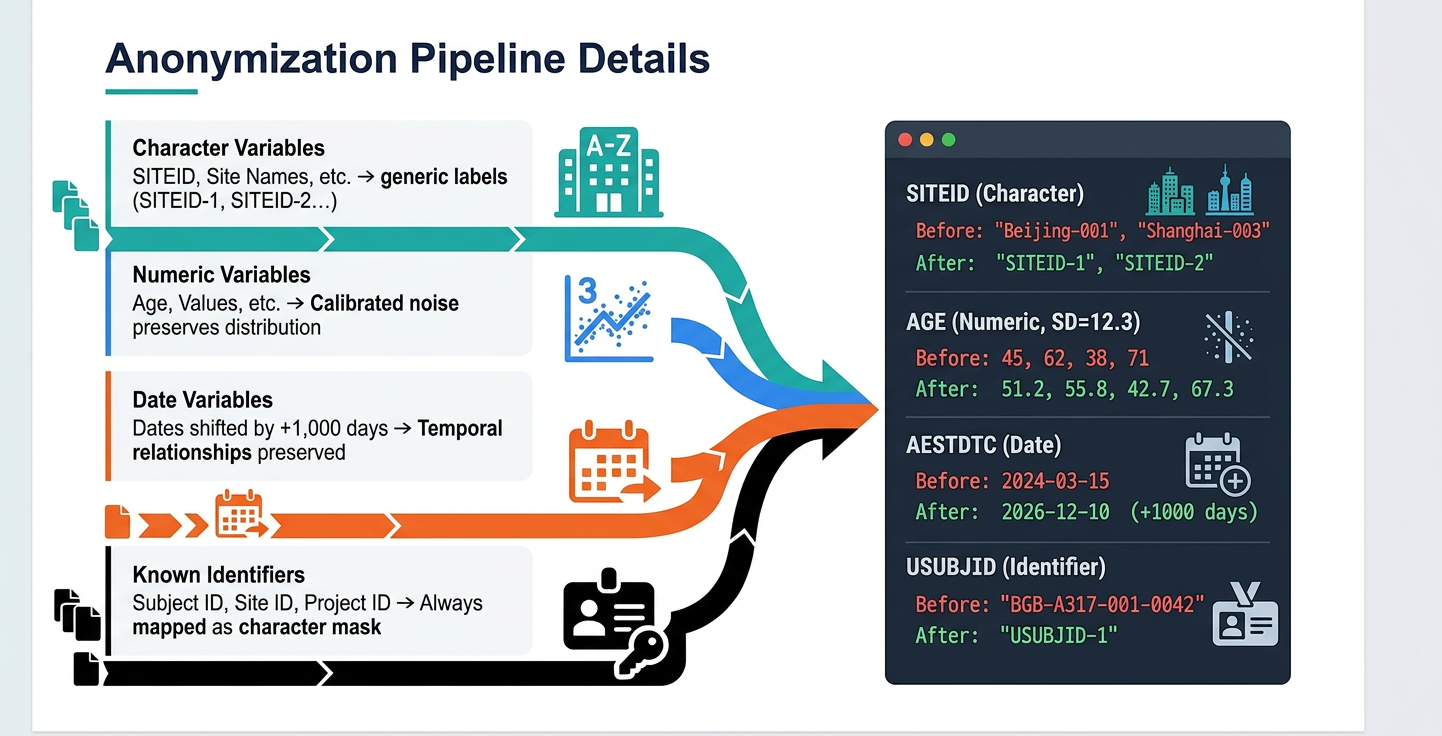 Anonymization Pipeline Details
Character Variables
SITEID, Site Names, etc. → generic labels
(SITEID-1, SITEID-2...)
A-Z
Numeric Variables
Age, Values, etc. → Calibrated noise
preserves distribution
3
Date Variables
Dates shifted by +1,000 days → Temporal
relationships preserved
Known Identifiers
Subject ID, Site ID, Project ID → Always
mapped as character mask
SITEID (Character)
Before: "Beijing-001", "Shanghai-003"
After: "SITEID-1", "SITEID-2"
AGE (Numeric, SD=12.3)
Before: 45, 62, 38, 71
After: 51.2, 55.8, 42.7, 67.3
AESTDTC (Date)
Before: 2024-03-15
After: 2026-12-10 (+1000 days)
USUBJID (Identifier)
Before: "BGB-A317-001-0042"
After: "USUBJID-1"